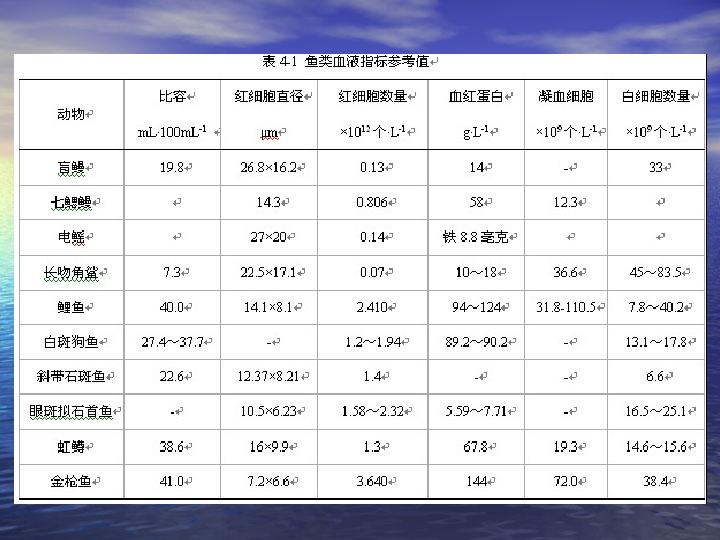 表 4-1 鱼类血液指标参考值
动物 比容 mL·100mL-1 红细胞直径 μm 红细胞数量 ×1012个·L-1 血红蛋白 g·L-1 凝血细胞 ×109个·L-1 白细胞数量 ×109个·L-1
盲鳗 19.8 26.8×16.2 0.13 14 - 33
七鳃鳗 14.3 0.806 58 12.3
电鳐 27×20 0.14 铁 8.8 毫克
长吻角鲨 7.3 22.5×17.1 0.07 10～18 36.6 45～83.5
鲤鱼 40.0 14.1×8.1 2.410 94～124 31.8-110.5 7.8～40.2
白斑狗鱼 27.4～37.7 - 1.2～1.94 89.2～90.2 - 13.1～17.8
斜带石斑鱼 22.6 12.37×8.21 1.4 - - 6.6
眼斑拟石首鱼 - 10.5×6.23 1.58～2.32 5.59～7.71 - 16.5～25.1
虹鳟 38.6 16×9.9 1.3 67.8 19.3 14.6～15.6
金枪鱼 41.0 7.2×6.6 3.640 144 72.0 38.4